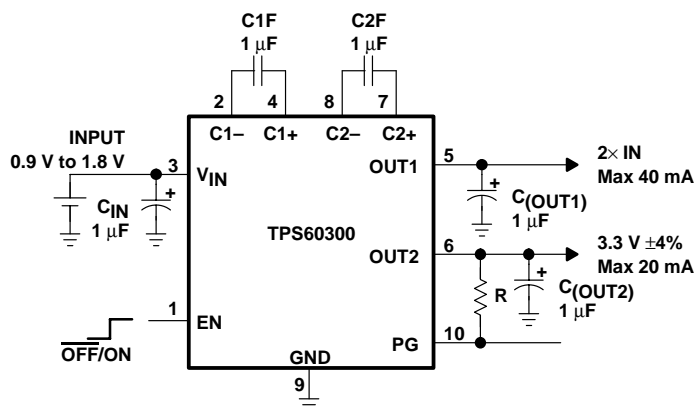 C1F
1 μF
C2F
1 μF
2 4 8 7
C1– C1+ C2– C2+
INPUT
0.9 V to 1.8 V
3
VIN
CIN
1 μF
+
TPS60300
OUT1
5
2× IN
Max 40 mA
+
C(OUT1)
1 μF
OUT2
6
3.3 V ±4%
Max 20 mA
R
+
C(OUT2)
1 μF
1
EN
OFF/ON
PG
10
GND
9